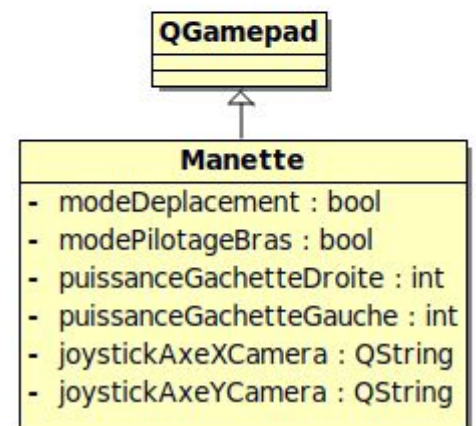 QGamepad
Manette
- modeDeplacement : bool
- modePilotageBras : bool
- puissanceGachetteDroite : int
- puissanceGachetteGauche : int
- joystickAxeXCamera : QString
- joystickAxeYCamera : QString